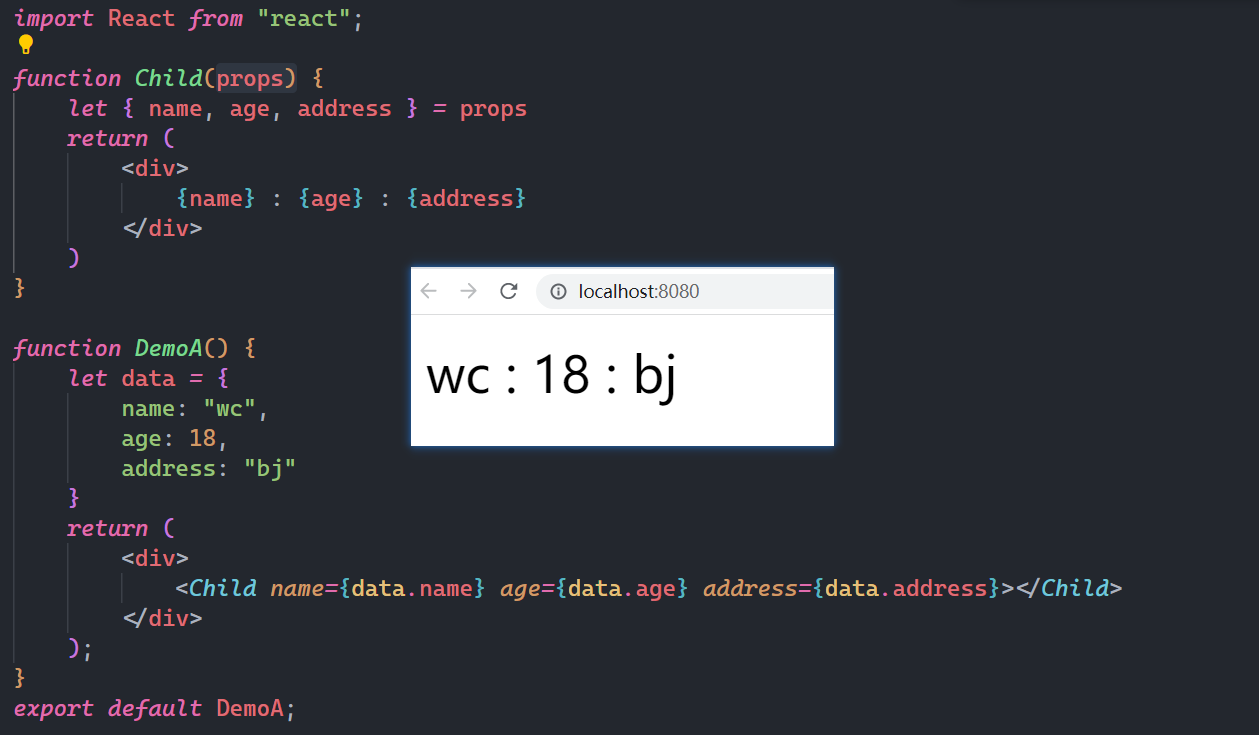 import React from "react";
function Child(props) {
    let { name, age, address } = props
    return (
        <div>
            {name} : {age} : {address}
        </div>
    )
}
localhost:8080
wc : 18 : bj
function DemoA() {
    let data = {
        name: "wc",
        age: 18,
        address: "bj"
    }
    return (
        <div>
            <Child name={data.name} age={data.age} address={data.address}></Child>
        </div>
    );
}
export default DemoA;